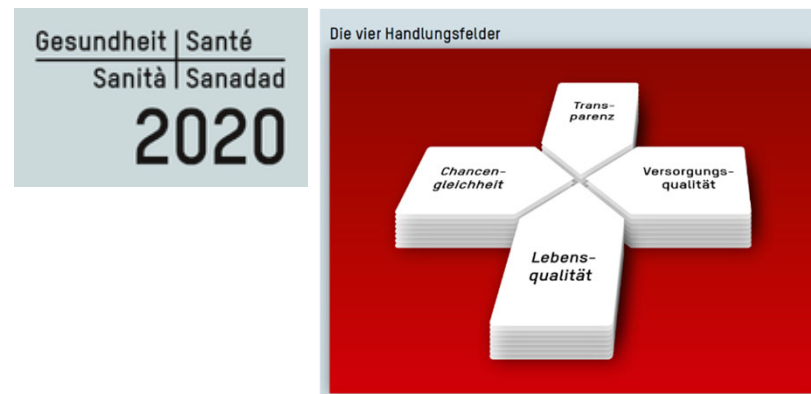 Gesundheit | Santé
Sanità | Sanadad
2020
Die vier Handlungsfelder
Trans-
parenz
Chancen-
gleichheit
Versorgungs-
qualität
Lebens-
qualität